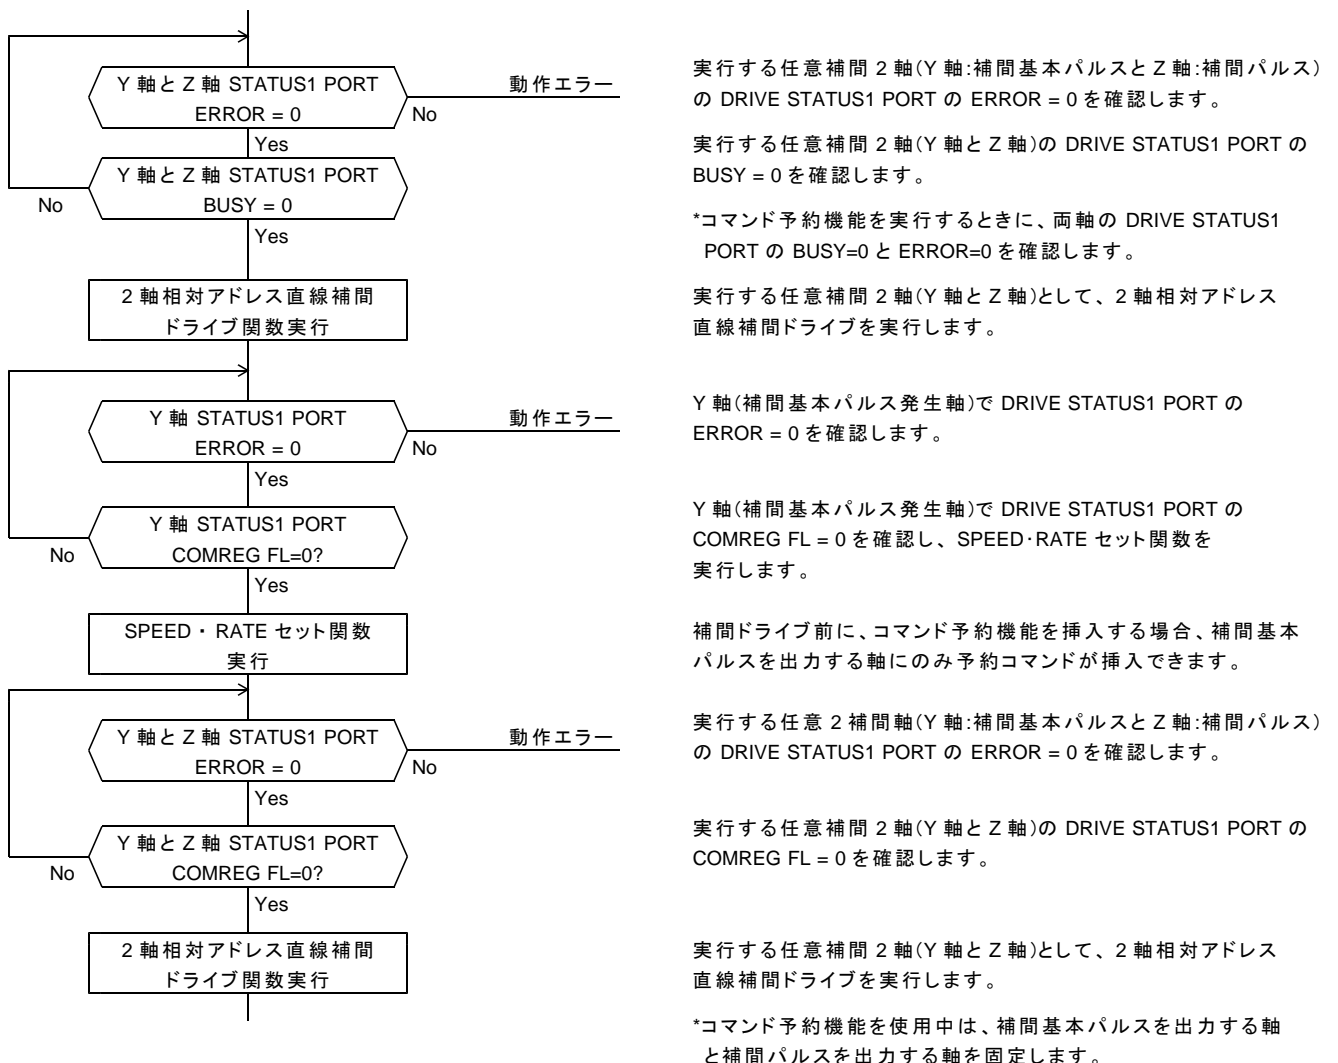 Y 軸と Z 軸 STATUS1 PORT
ERROR = 0
動作エラー
No
Yes
実行する任意補間 2 軸(Y 軸:補間基本パルスと Z 軸:補間パルス)
の DRIVE STATUS1 PORT の ERROR = 0 を確認します。
Y 軸と Z 軸 STATUS1 PORT
BUSY = 0
No
Yes
実行する任意補間 2 軸(Y 軸と Z 軸)の DRIVE STATUS1 PORT の
BUSY = 0 を確認します。
*コマンド予約機能を実行するときに、両軸の DRIVE STATUS1
PORT の BUSY=0 と ERROR=0 を確認します。
2 軸相対アドレス直線補間
ドライブ関数実行
実行する任意補間 2 軸(Y 軸と Z 軸)として、2 軸相対アドレス
直線補間ドライブを実行します。
Y 軸 STATUS1 PORT
ERROR = 0
動作エラー
No
Yes
Y 軸(補間基本パルス発生軸)で DRIVE STATUS1 PORT の
ERROR = 0 を確認します。
Y 軸 STATUS1 PORT
COMREG FL=0?
No
Yes
Y 軸(補間基本パルス発生軸)で DRIVE STATUS1 PORT の
COMREG FL = 0 を確認し、SPEED･RATE セット関数を
実行します。
SPEED・RATE セット関数
実行
補間ドライブ前に、コマンド予約機能を挿入する場合、補間基本
パルスを出力する軸にのみ予約コマンドが挿入できます。
Y 軸と Z 軸 STATUS1 PORT
ERROR = 0
動作エラー
No
Yes
実行する任意 2 補間軸(Y 軸:補間基本パルスと Z 軸:補間パルス)
の DRIVE STATUS1 PORT の ERROR = 0 を確認します。
Y 軸と Z 軸 STATUS1 PORT
COMREG FL=0?
No
Yes
実行する任意補間 2 軸(Y 軸と Z 軸)の DRIVE STATUS1 PORT の
COMREG FL = 0 を確認します。
2 軸相対アドレス直線補間
ドライブ関数実行
実行する任意補間 2 軸(Y 軸と Z 軸)として、2 軸相対アドレス
直線補間ドライブを実行します。
*コマンド予約機能を使用中は、補間基本パルスを出力する軸
と補間パルスを出力する軸を固定します。